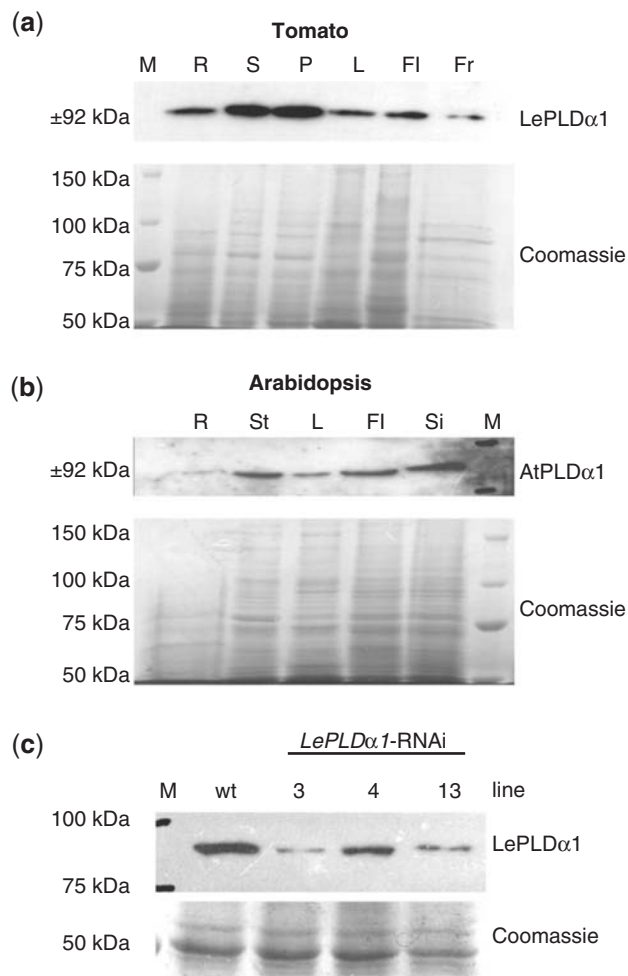 (a)
Tomato
M R S P L Fl Fr
±92 kDa
LePLDα1
150 kDa
100 kDa
75 kDa
50 kDa
Coomassie
(b)
Arabidopsis
R St L Fl Si M
±92 kDa
AtPLDα1
150 kDa
100 kDa
75 kDa
50 kDa
Coomassie
(c)
LePLDα1-RNAi
M wt 3 4 13 line
100 kDa
LePLDα1
75 kDa
50 kDa
Coomassie